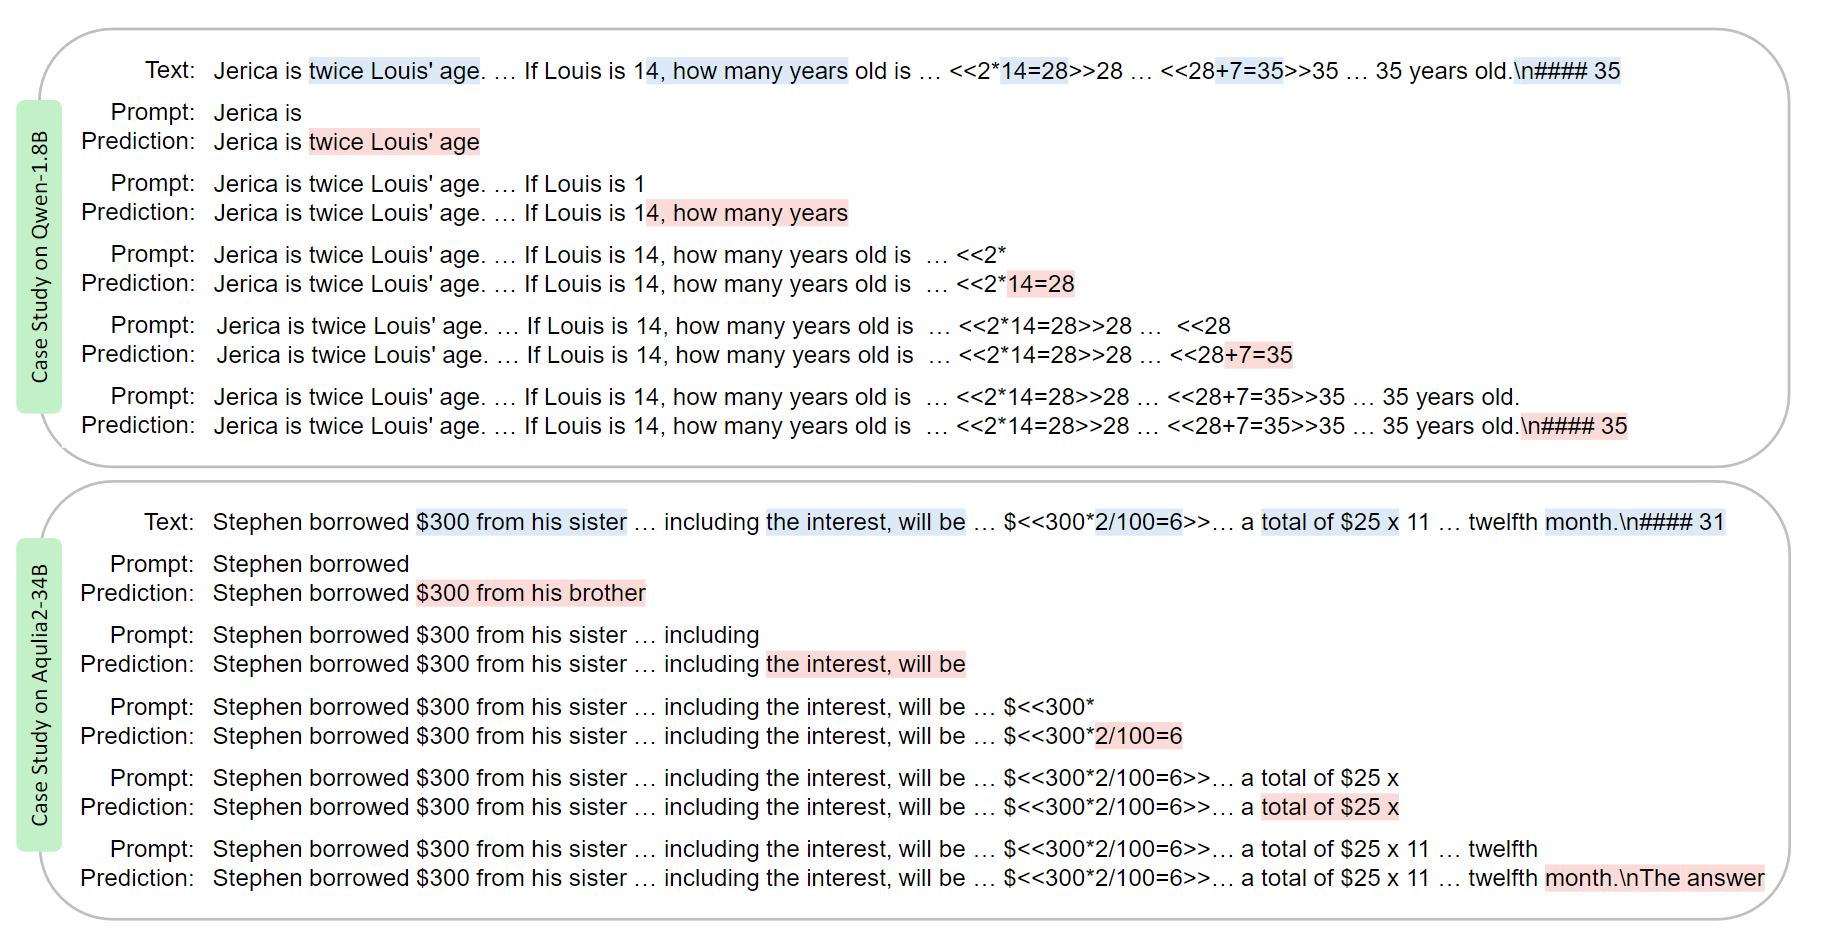 Case Study on Qwen-1.8B
Text: Jerica is twice Louis' age. … If Louis is 14, how many years old is … <<2*14=28>>28 … <<28+7=35>>35 … 35 years old.\n#### 35
Prompt: Jerica is
Prediction: Jerica is twice Louis' age
Prompt: Jerica is twice Louis' age. … If Louis is 1
Prediction: Jerica is twice Louis' age. … If Louis is 14, how many years
Prompt: Jerica is twice Louis' age. … If Louis is 14, how many years old is … <<2*
Prediction: Jerica is twice Louis' age. … If Louis is 14, how many years old is … <<2*14=28
Prompt: Jerica is twice Louis' age. … If Louis is 14, how many years old is … <<2*14=28>>28 … <<28
Prediction: Jerica is twice Louis' age. … If Louis is 14, how many years old is … <<2*14=28>>28 … <<28+7=35
Prompt: Jerica is twice Louis' age. … If Louis is 14, how many years old is … <<2*14=28>>28 … <<28+7=35>>35 … 35 years old.
Prediction: Jerica is twice Louis' age. … If Louis is 14, how many years old is … <<2*14=28>>28 … <<28+7=35>>35 … 35 years old.\n#### 35
Case Study on Aqulia2-34B
Text: Stephen borrowed $300 from his sister … including the interest, will be … $<<300*2/100=6>>… a total of $25 x 11 … twelfth month.\n#### 31
Prompt: Stephen borrowed
Prediction: Stephen borrowed $300 from his brother
Prompt: Stephen borrowed $300 from his sister … including
Prediction: Stephen borrowed $300 from his sister … including the interest, will be
Prompt: Stephen borrowed $300 from his sister … including the interest, will be … $<<300*
Prediction: Stephen borrowed $300 from his sister … including the interest, will be … $<<300*2/100=6
Prompt: Stephen borrowed $300 from his sister … including the interest, will be … $<<300*2/100=6>>… a total of $25 x
Prediction: Stephen borrowed $300 from his sister … including the interest, will be … $<<300*2/100=6>>… a total of $25 x
Prompt: Stephen borrowed $300 from his sister … including the interest, will be … $<<300*2/100=6>>… a total of $25 x 11 … twelfth
Prediction: Stephen borrowed $300 from his sister … including the interest, will be … $<<300*2/100=6>>… a total of $25 x 11 … twelfth month.\nThe answer